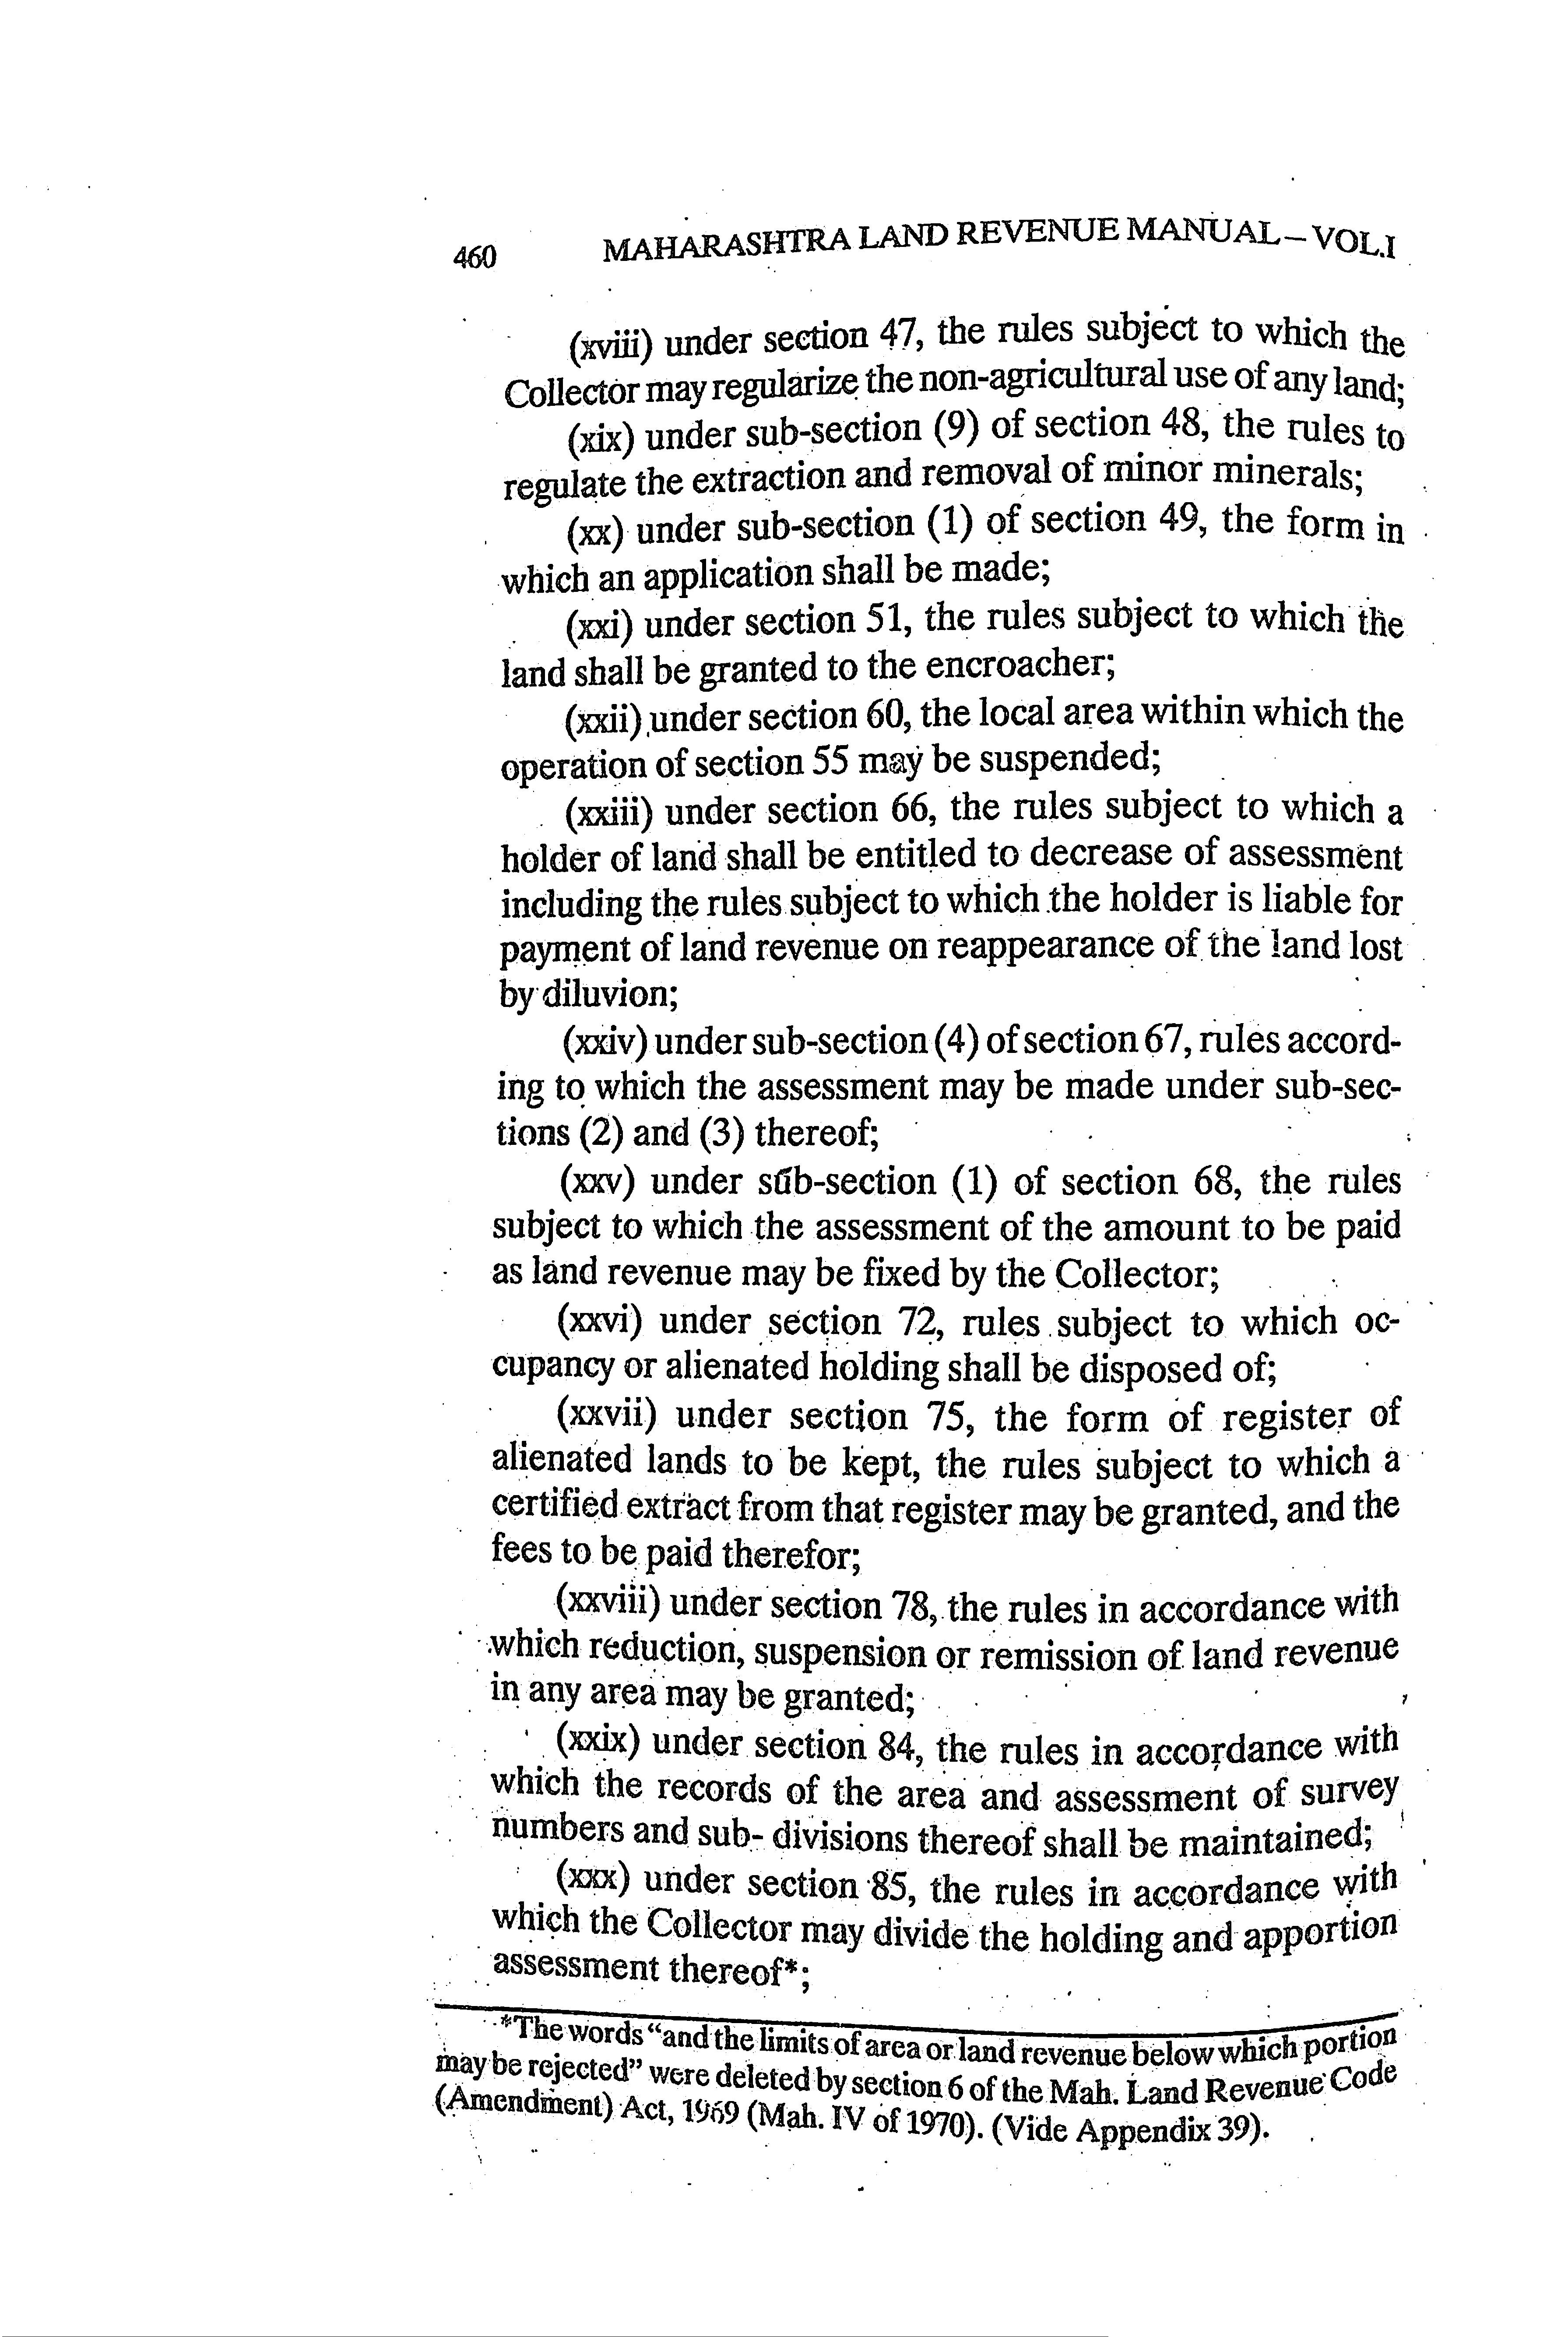 460 MAHARASHTRA LAND REVENUE MANUAL – VOL.I
(xviii) under section 47, the rules subject to which the
Collector may regularize the non-agricultural use of any land;
(xix) under sub-section (9) of section 48, the rules to
regulate the extraction and removal of minor minerals;
(xx) under sub-section (1) of section 49, the form in
which an application shall be made;
(xxi) under section 51, the rules subject to which the
land shall be granted to the encroacher;
(xxii) under section 60, the local area within which the
operation of section 55 may be suspended;
(xxiii) under section 66, the rules subject to which a
holder of land shall be entitled to decrease of assessment
including the rules subject to which the holder is liable for
payment of land revenue on reappearance of the land lost
by diluvion;
(xxiv) under sub-section (4) of section 67, rules accord-
ing to which the assessment may be made under sub-sec-
tions (2) and (3) thereof;
(xxv) under sub-section (1) of section 68, the rules
subject to which the assessment of the amount to be paid
as land revenue may be fixed by the Collector;
(xxvi) under section 72, rules subject to which oc-
cupancy or alienated holding shall be disposed of;
(xxvii) under section 75, the form of register of
alienated lands to be kept, the rules subject to which a
certified extract from that register may be granted, and the
fees to be paid therefor;
(xxviii) under section 78, the rules in accordance with
which reduction, suspension or remission of land revenue
in any area may be granted;
(xxix) under section 84, the rules in accordance with
which the records of the area and assessment of survey
numbers and sub- divisions thereof shall be maintained;
(xxx) under section 85, the rules in accordance with
which the Collector may divide the holding and apportion
assessment thereof*;
*The words “and the limits of area or land revenue below which portion
may be rejected” were deleted by section 6 of the Mah. Land Revenue Code
(Amendment) Act, 1969 (Mah. IV of 1970). (Vide Appendix 39).